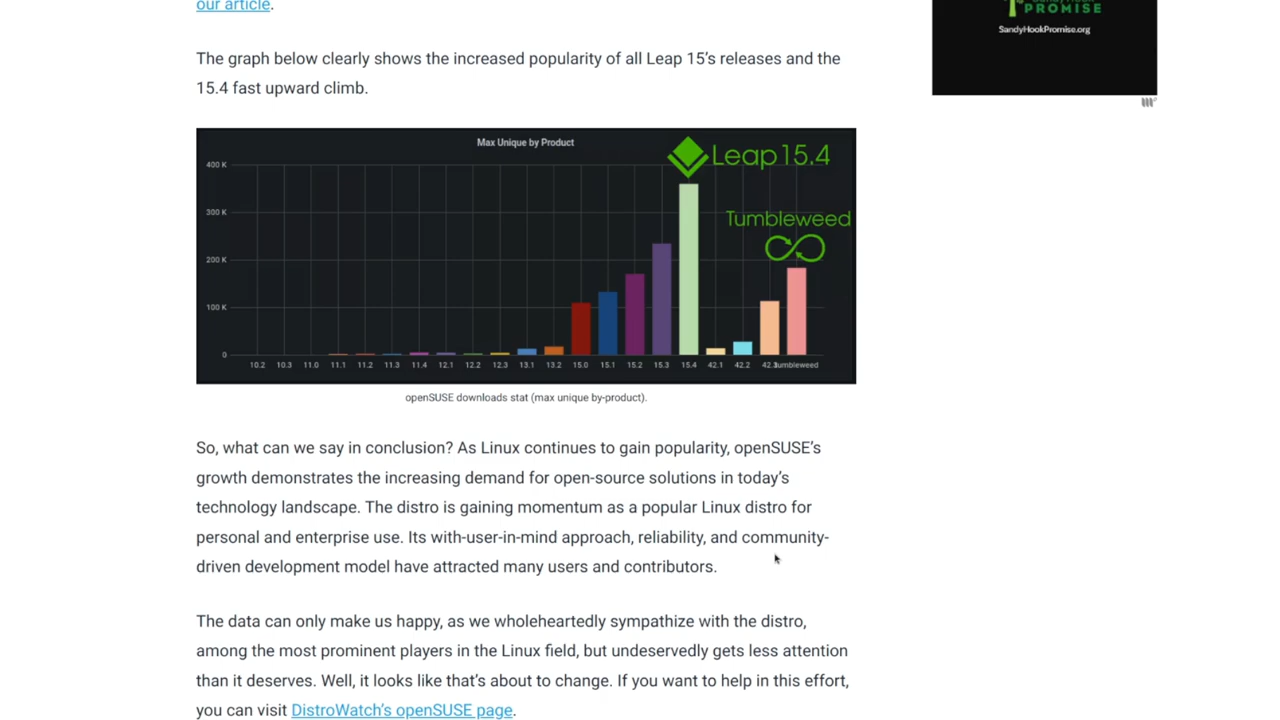 our article.
PROMISE
SandyHookPromise.org
The graph below clearly shows the increased popularity of all Leap 15's releases and the
15.4 fast upward climb.
Max Unique by Product
Leap 15.4
Tumbleweed
400 K
300 K
200 K
100 K
0
10.2 10.3 11.0 11.1 11.2 11.3 11.4 12.1 12.2 12.3 13.1 13.2 15.0 15.1 15.2 15.3 15.4 42.1 42.2 42.3 Tumbleweed
openSUSE downloads stat (max unique by-product).
So, what can we say in conclusion? As Linux continues to gain popularity, openSUSE's
growth demonstrates the increasing demand for open-source solutions in today's
technology landscape. The distro is gaining momentum as a popular Linux distro for
personal and enterprise use. Its with-user-in-mind approach, reliability, and community-
driven development model have attracted many users and contributors.
The data can only make us happy, as we wholeheartedly sympathize with the distro,
among the most prominent players in the Linux field, but undeservedly gets less attention
than it deserves. Well, it looks like that's about to change. If you want to help in this effort,
you can visit DistroWatch's openSUSE page.